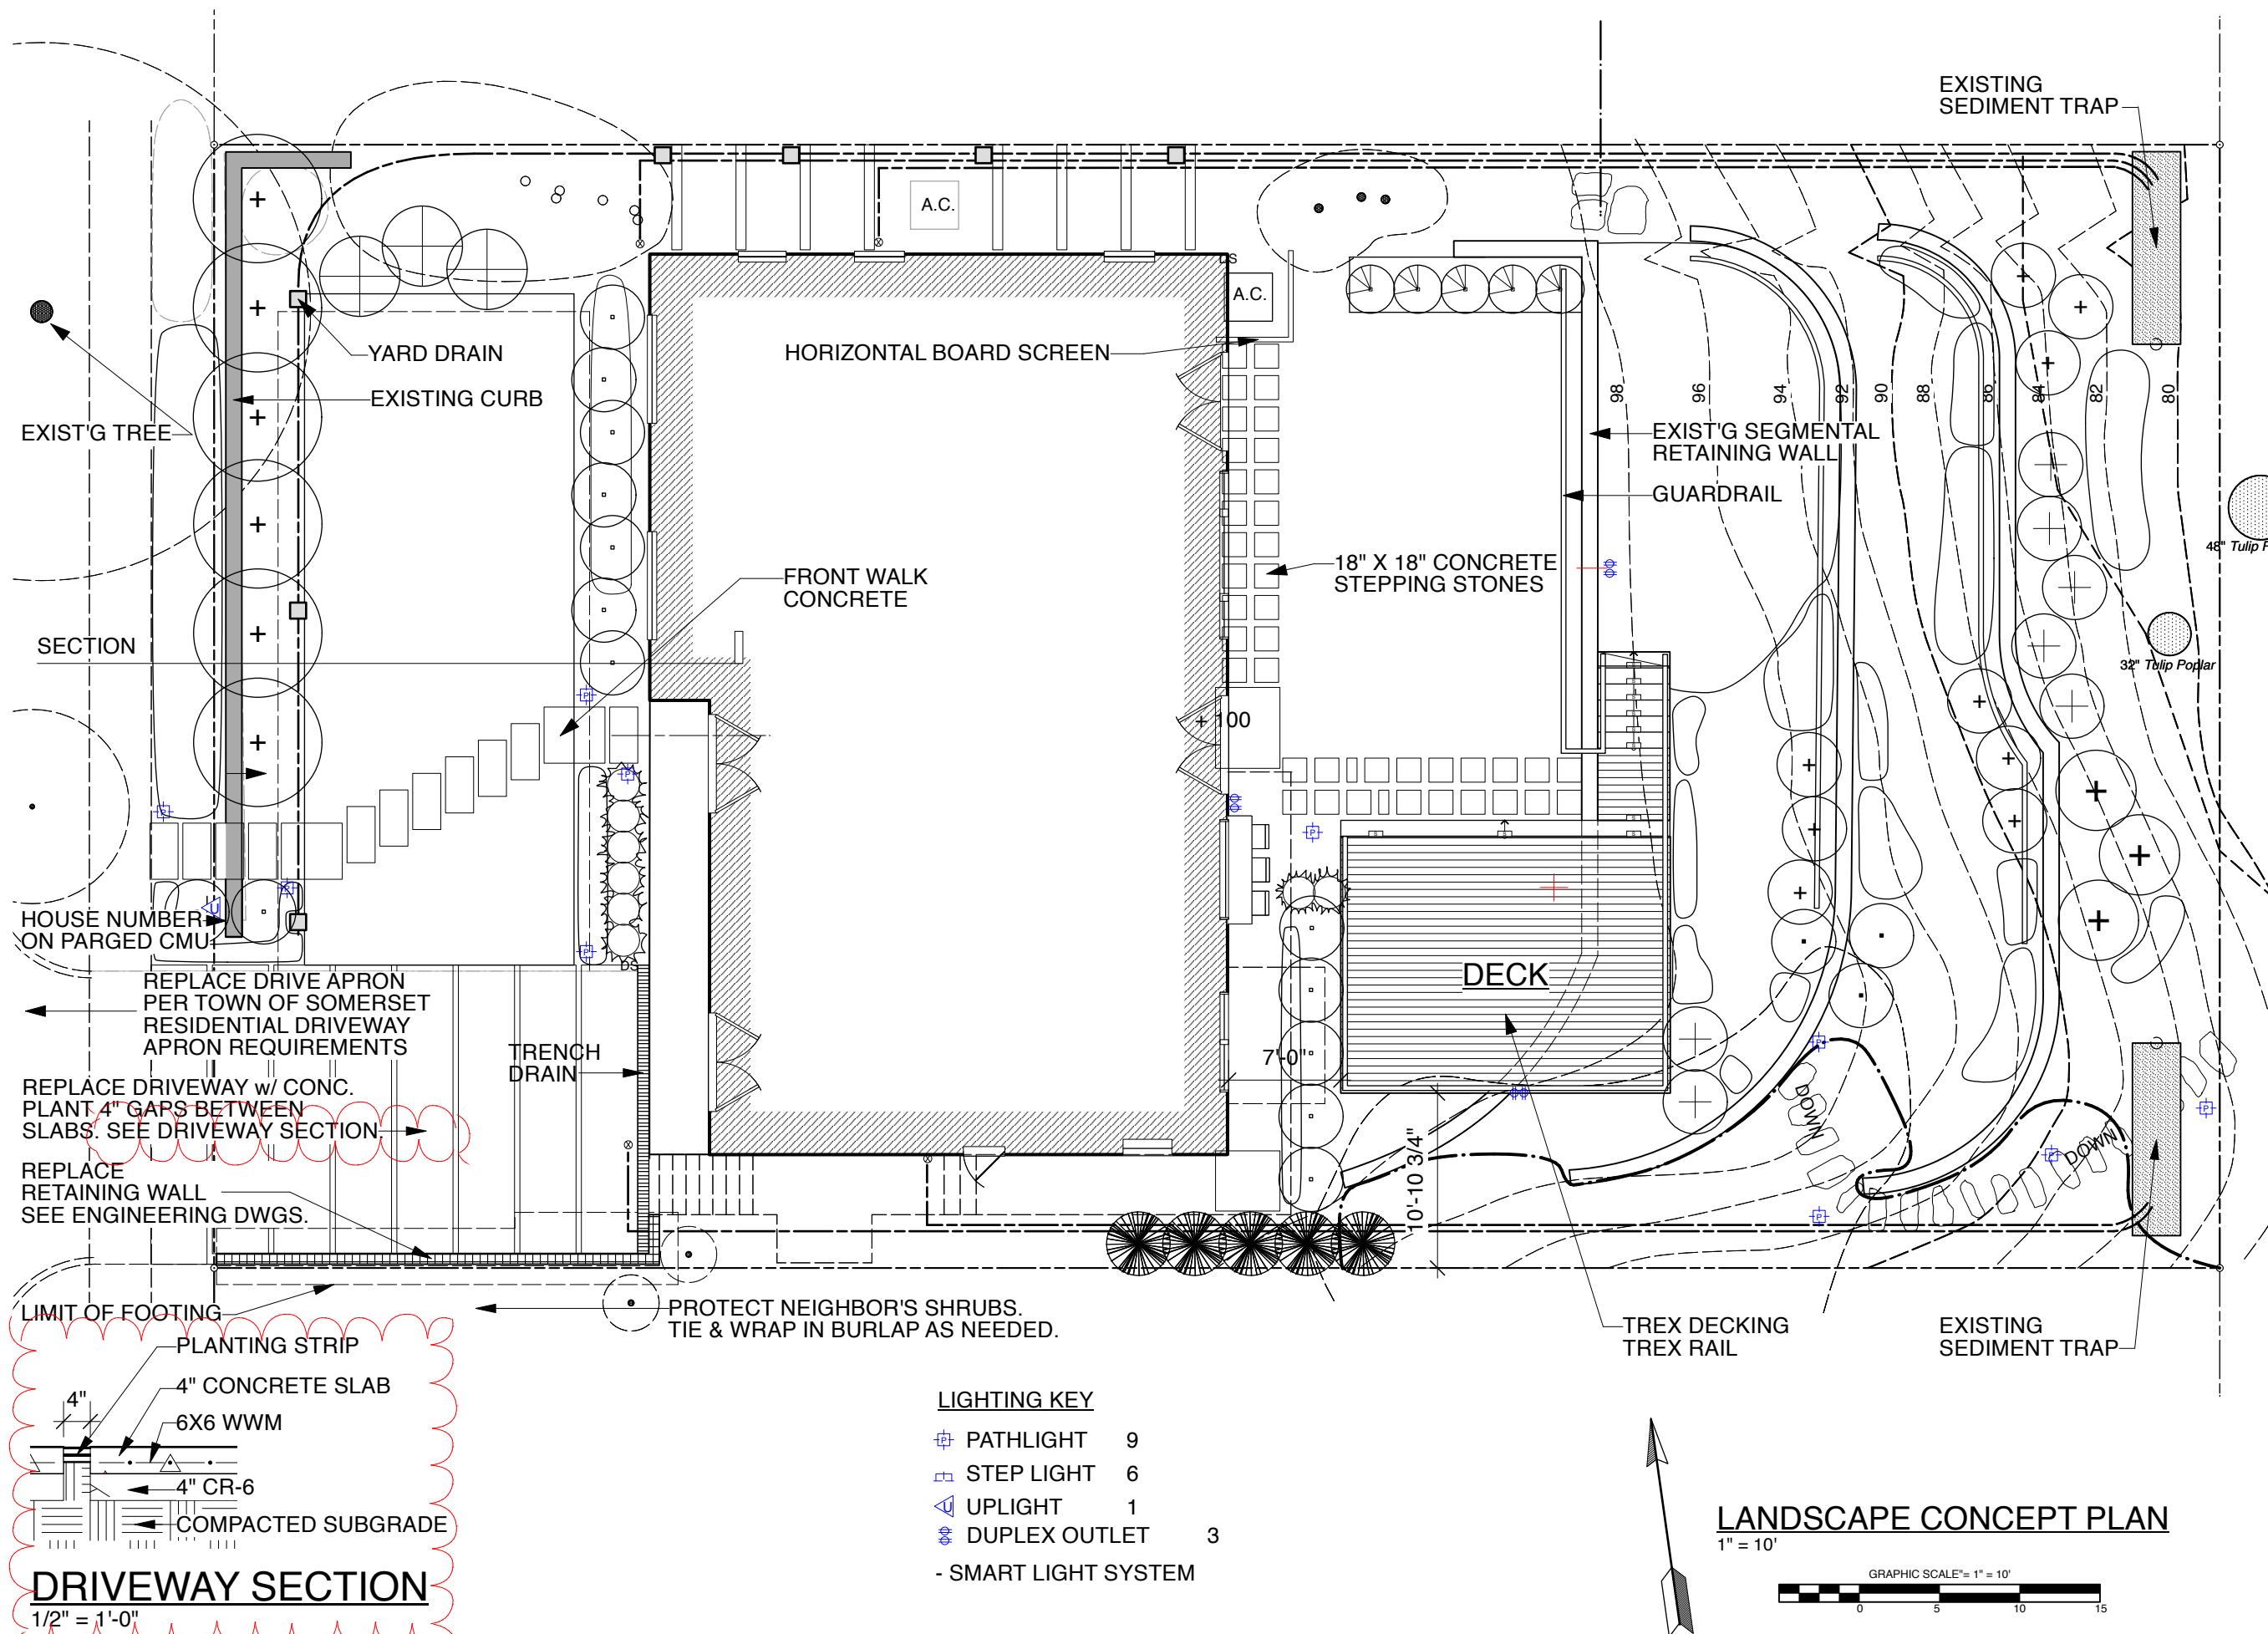 EXISTING
SEDIMENT TRAP
A.C.
DS
A.C.
YARD DRAIN
HORIZONTAL BOARD SCREEN
EXISTING CURB
EXIST'G TREE
98
96
94
92
90
88
86
84
82
80
EXIST'G SEGMENTAL
RETAINING WALL
GUARDRAIL
48" Tulip P
18" X 18" CONCRETE
STEPPING STONES
FRONT WALK
CONCRETE
SECTION
32" Tulip Poplar
+ 100
HOUSE NUMBER
ON PARGED CMU
DS
DECK
REPLACE DRIVE APRON
PER TOWN OF SOMERSET
RESIDENTIAL DRIVEWAY
APRON REQUIREMENTS
TRENCH
DRAIN
7'-0"
REPLACE DRIVEWAY w/ CONC.
PLANT 4" GAPS BETWEEN
SLABS. SEE DRIVEWAY SECTION.
DOWN
DOWN
10'-10 3/4"
REPLACE
RETAINING WALL
SEE ENGINEERING DWGS.
LIMIT OF FOOTING
PROTECT NEIGHBOR'S SHRUBS.
TIE & WRAP IN BURLAP AS NEEDED.
TREX DECKING
TREX RAIL
EXISTING
SEDIMENT TRAP
PLANTING STRIP
4" CONCRETE SLAB
4"
6X6 WWM
4" CR-6
COMPACTED SUBGRADE
DRIVEWAY SECTION
1/2" = 1'-0"
LIGHTING KEY
P PATHLIGHT 9
STEP LIGHT 6
U UPLIGHT 1
DUPLEX OUTLET 3
- SMART LIGHT SYSTEM
LANDSCAPE CONCEPT PLAN
1" = 10'
GRAPHIC SCALE"= 1" = 10'
0 5 10 15